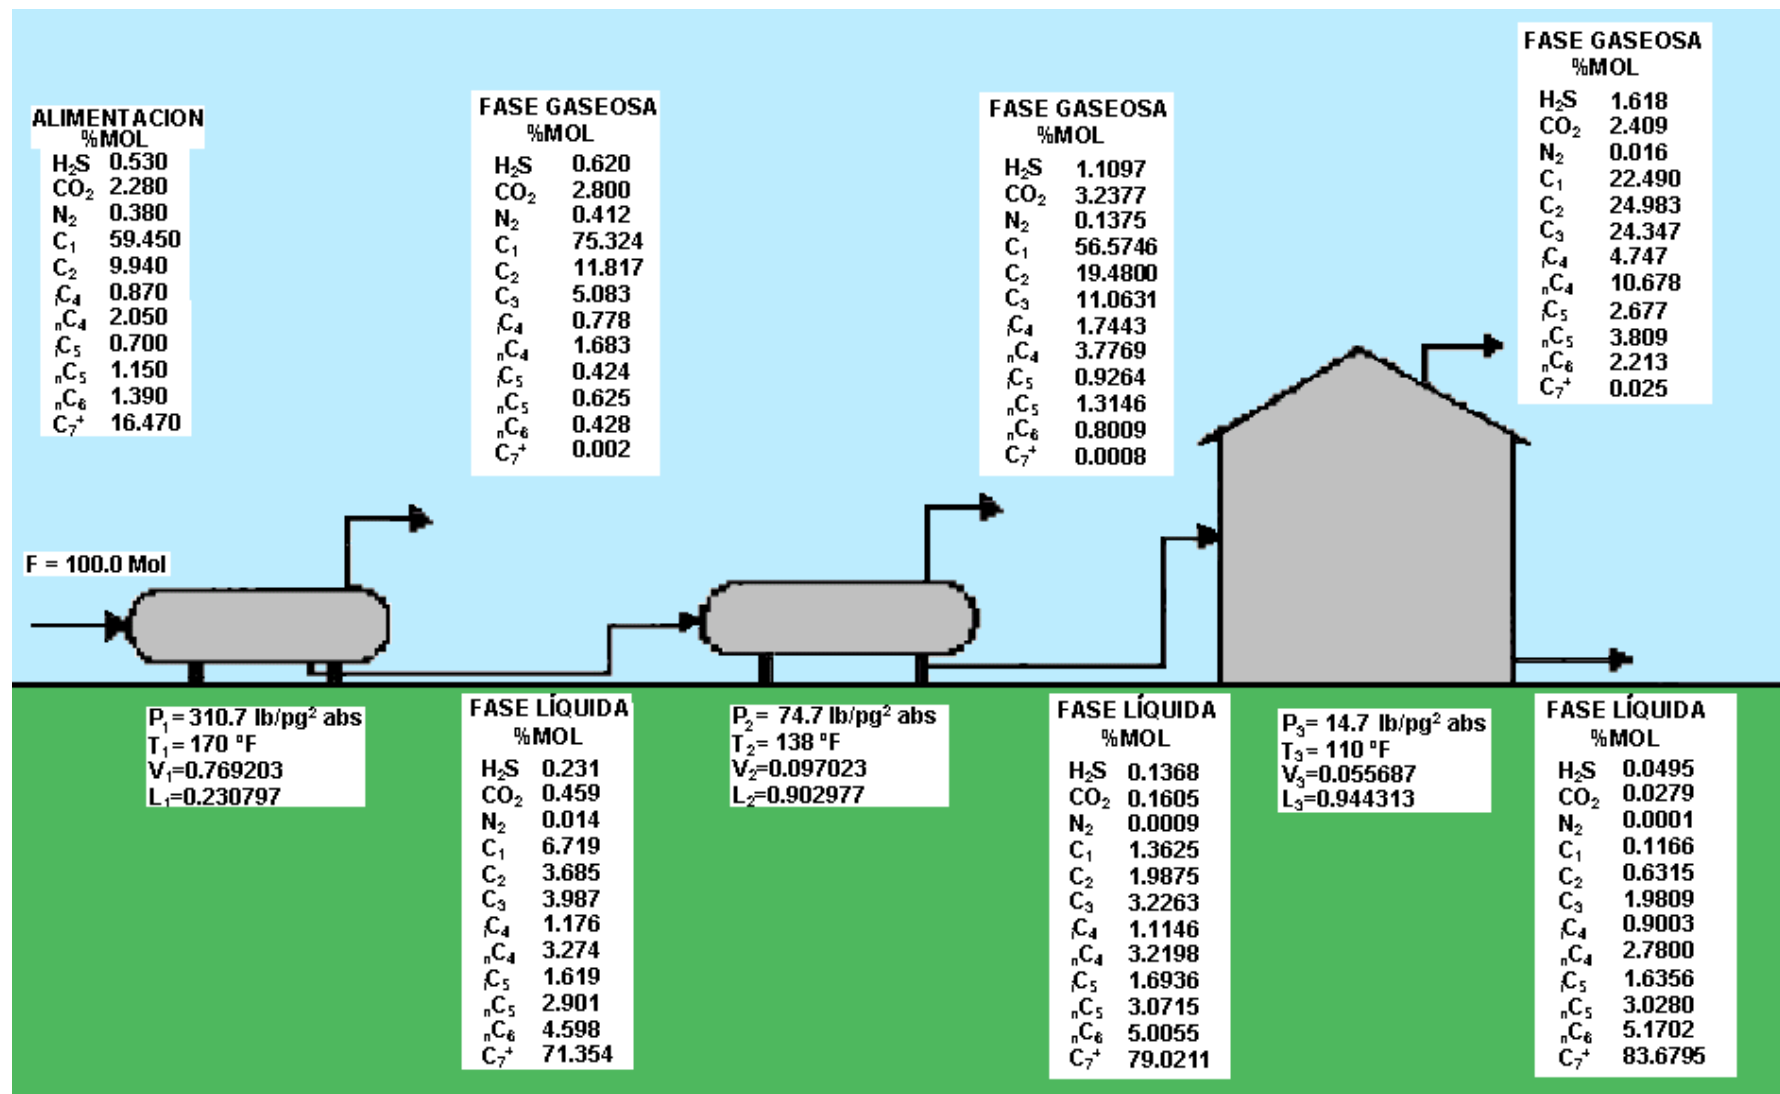 ALIMENTACION
%MOL
H₂S 0.530
CO₂ 2.280
N₂ 0.380
C₁ 59.450
C₂ 9.940
ᵢC₄ 0.870
ₙC₄ 2.050
ᵢC₅ 0.700
ₙC₅ 1.150
ₙC₆ 1.390
C₇⁺ 16.470
FASE GASEOSA
%MOL
H₂S 0.620
CO₂ 2.800
N₂ 0.412
C₁ 75.324
C₂ 11.817
C₃ 5.083
ᵢC₄ 0.778
ₙC₄ 1.683
ᵢC₅ 0.424
ₙC₅ 0.625
ₙC₆ 0.428
C₇⁺ 0.002
FASE GASEOSA
%MOL
H₂S 1.1097
CO₂ 3.2377
N₂ 0.1375
C₁ 56.5746
C₂ 19.4800
C₃ 11.0631
ᵢC₄ 1.7443
ₙC₄ 3.7769
ᵢC₅ 0.9264
ₙC₅ 1.3146
ₙC₆ 0.8009
C₇⁺ 0.0008
FASE GASEOSA
%MOL
H₂S 1.618
CO₂ 2.409
N₂ 0.016
C₁ 22.490
C₂ 24.983
C₃ 24.347
ᵢC₄ 4.747
ₙC₄ 10.678
ᵢC₅ 2.677
ₙC₅ 3.809
ₙC₆ 2.213
C₇⁺ 0.025
F = 100.0 Mol
P₁ = 310.7 lb/pg² abs
T₁ = 170 °F
V₁=0.769203
L₁=0.230797
FASE LÍQUIDA
%MOL
H₂S 0.231
CO₂ 0.459
N₂ 0.014
C₁ 6.719
C₂ 3.685
C₃ 3.987
ᵢC₄ 1.176
ₙC₄ 3.274
ᵢC₅ 1.619
ₙC₅ 2.901
ₙC₆ 4.598
C₇⁺ 71.354
P₂ = 74.7 lb/pg² abs
T₂ = 138 °F
V₂=0.097023
L₂=0.902977
FASE LÍQUIDA
%MOL
H₂S 0.1368
CO₂ 0.1605
N₂ 0.0009
C₁ 1.3625
C₂ 1.9875
C₃ 3.2263
ᵢC₄ 1.1146
ₙC₄ 3.2198
ᵢC₅ 1.6936
ₙC₅ 3.0715
ₙC₆ 5.0055
C₇⁺ 79.0211
P₃ = 14.7 lb/pg² abs
T₃ = 110 °F
V₃=0.055687
L₃=0.944313
FASE LÍQUIDA
%MOL
H₂S 0.0495
CO₂ 0.0279
N₂ 0.0001
C₁ 0.1166
C₂ 0.6315
C₃ 1.9809
ᵢC₄ 0.9003
ₙC₄ 2.7800
ᵢC₅ 1.6356
ₙC₅ 3.0280
ₙC₆ 5.1702
C₇⁺ 83.6795